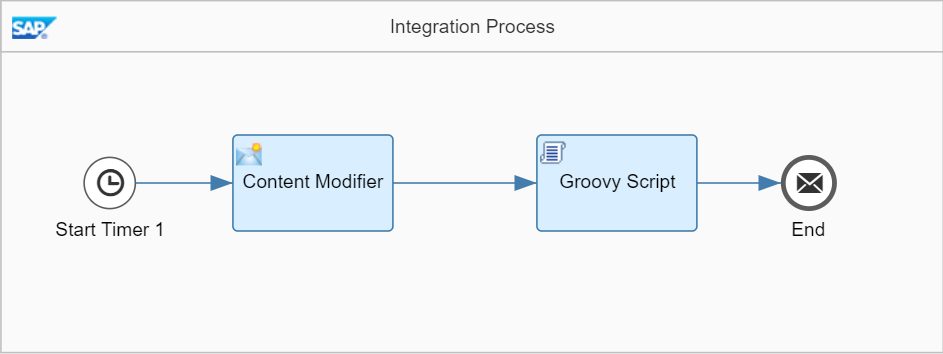 SAP
Integration Process
Content Modifier
Groovy Script
Start Timer 1
End